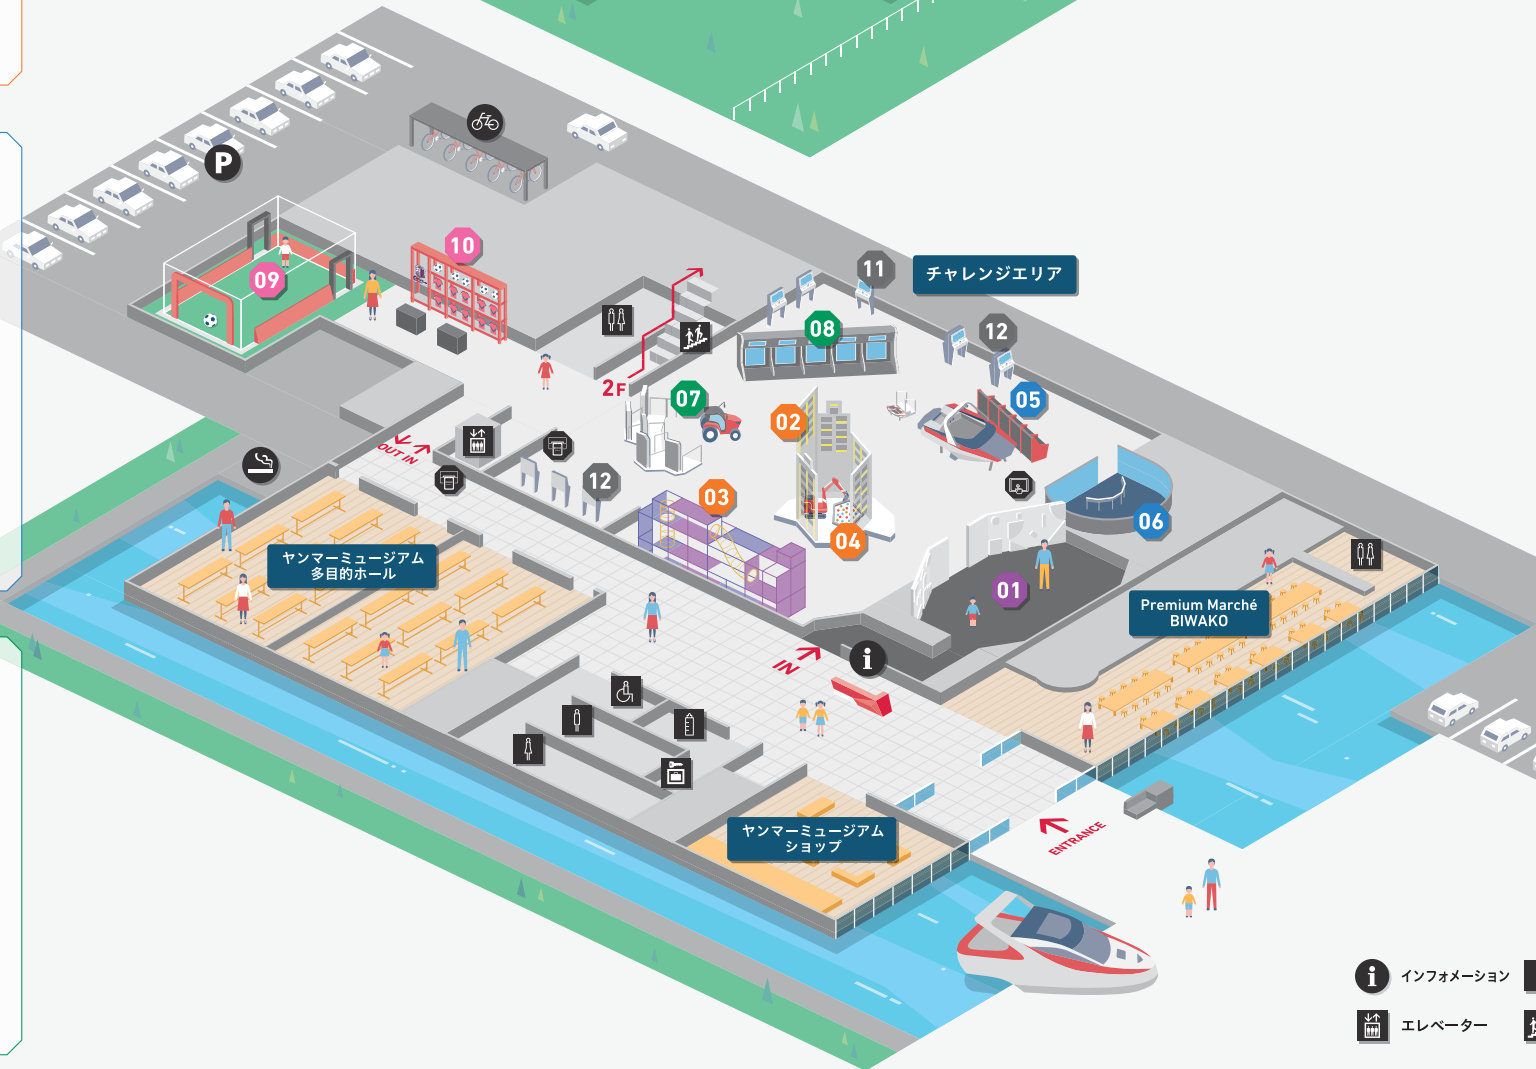 P
10
09
11
チャレンジエリア
08
12
2F
07
05
02
OUT IN
12
03
06
04
ヤンマーミュージアム
多目的ホール
01
Premium Marché
BIWAKO
IN
i
ヤンマーミュージアム
ショップ
ENTRANCE
i インフォメーション
エレベーター